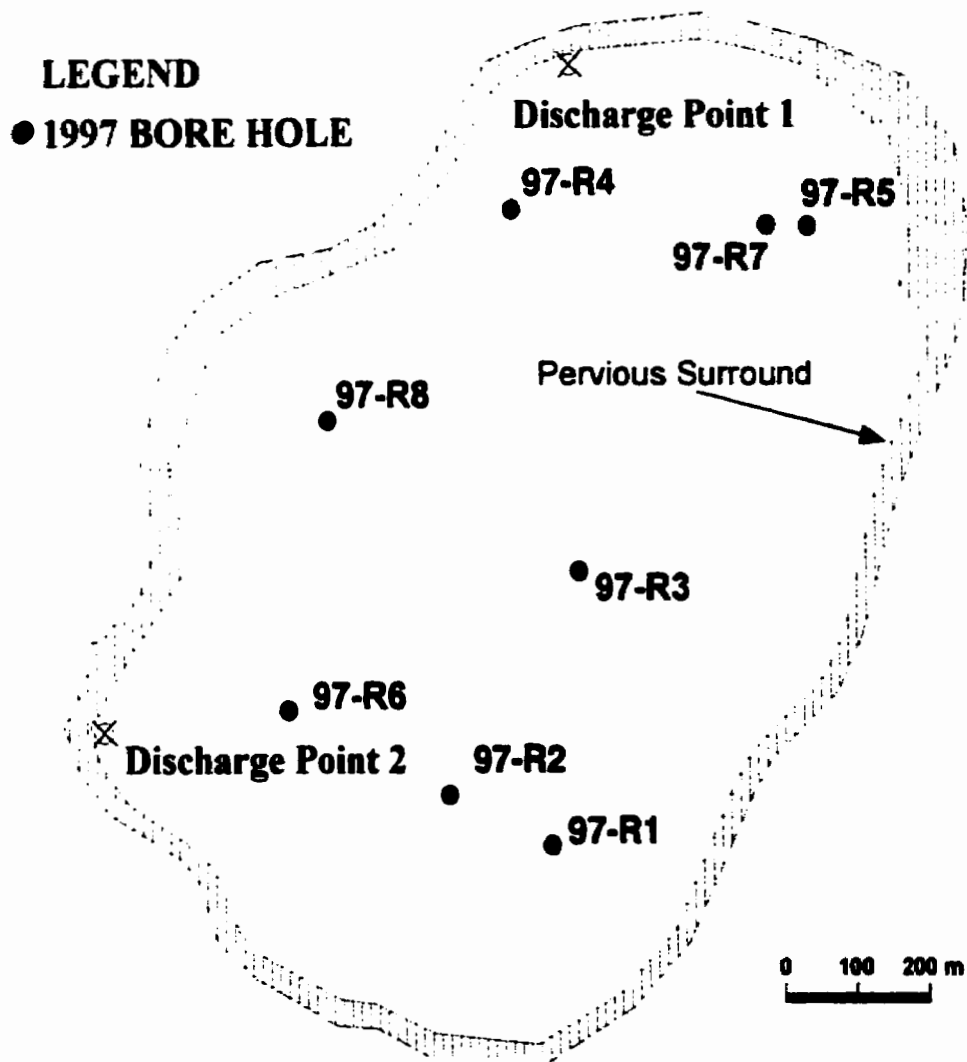 LEGEND
1997 BORE HOLE
Discharge Point 1
97-R4
97-R5
97-R7
Pervious Surround
97-R8
97-R3
97-R6
Discharge Point 2
97-R2
97-R1
0 100 200 m